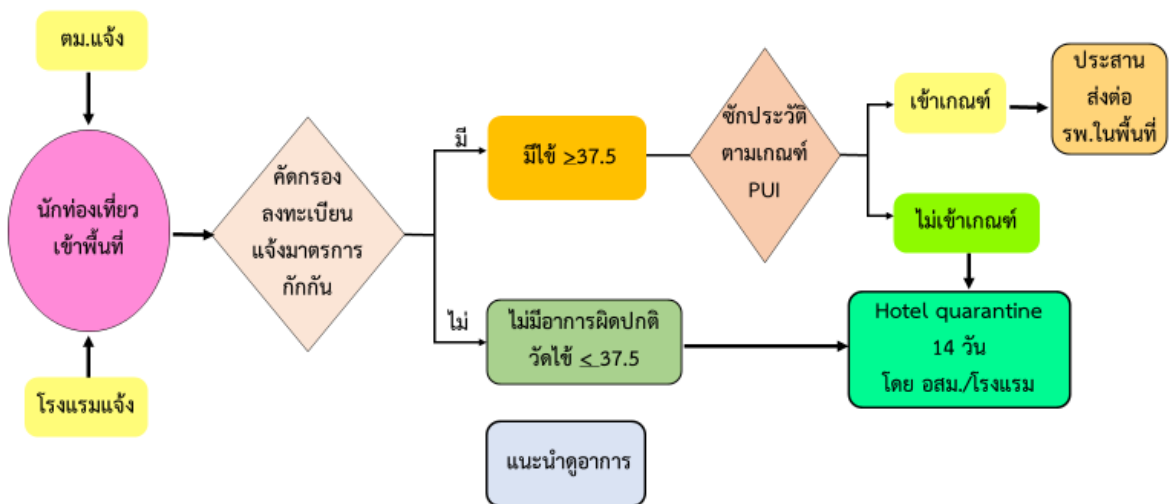 ตม.แจ้ง
นักท่องเที่ยว
เข้าพื้นที่
โรงแรมแจ้ง
คัดกรอง
ลงทะเบียน
แจ้งมาตรการ
กักกัน
มี
มีไข้ ≥37.5
ซักประวัติ
ตามเกณฑ์
PUI
เข้าเกณฑ์
ประสาน
ส่งต่อ
รพ.ในพื้นที่
ไม่เข้าเกณฑ์
ไม่
ไม่มีอาการผิดปกติ
วัดไข้ ≤ 37.5
Hotel quarantine
14 วัน
โดย อสม./โรงแรม
แนะนำดูอาการ